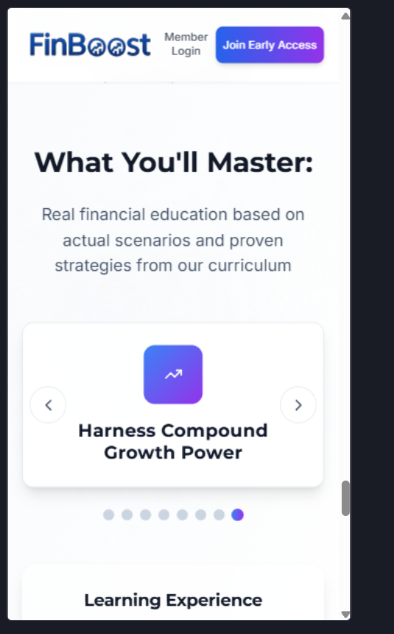 FinBoost
Member
Login
Join Early Access
What You'll Master:
Real financial education based on
actual scenarios and proven
strategies from our curriculum
Harness Compound
Growth Power
Learning Experience